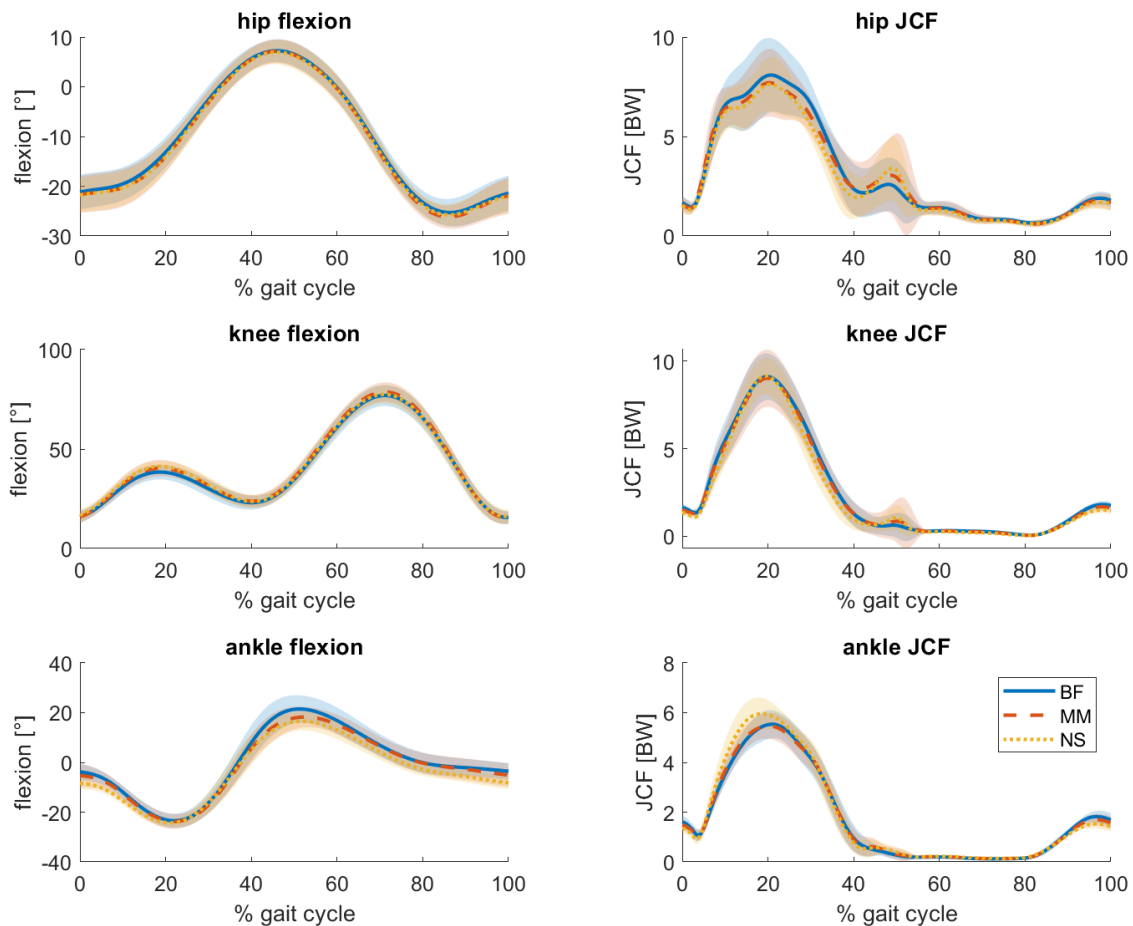 hip flexion
10
0
-10
-20
-30
flexion [°]
0 20 40 60 80 100
% gait cycle
hip JCF
10
5
0
JCF [BW]
0 20 40 60 80 100
% gait cycle
knee flexion
100
50
0
flexion [°]
0 20 40 60 80 100
% gait cycle
knee JCF
10
5
0
JCF [BW]
0 20 40 60 80 100
% gait cycle
ankle flexion
40
20
0
-20
-40
flexion [°]
0 20 40 60 80 100
% gait cycle
ankle JCF
8
6
4
2
0
JCF [BW]
BF
MM
NS
0 20 40 60 80 100
% gait cycle